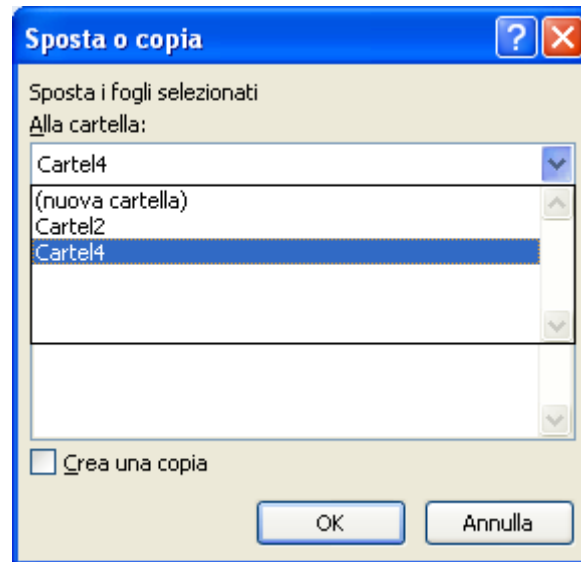 Sposta o copia
Sposta i fogli selezionati
Alla cartella:
Cartel4
(nuova cartella)
Cartel2
Cartel4
Crea una copia
OK
Annulla